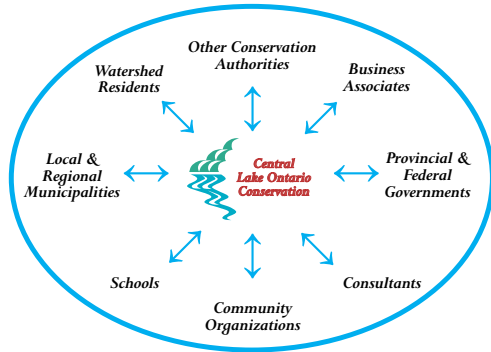 Other Conservation
Authorities
Watershed
Residents
Business
Associates
Local &
Regional
Municipalities
Central
Lake Ontario
Conservation
Provincial &
Federal
Governments
Schools
Consultants
Community
Organizations